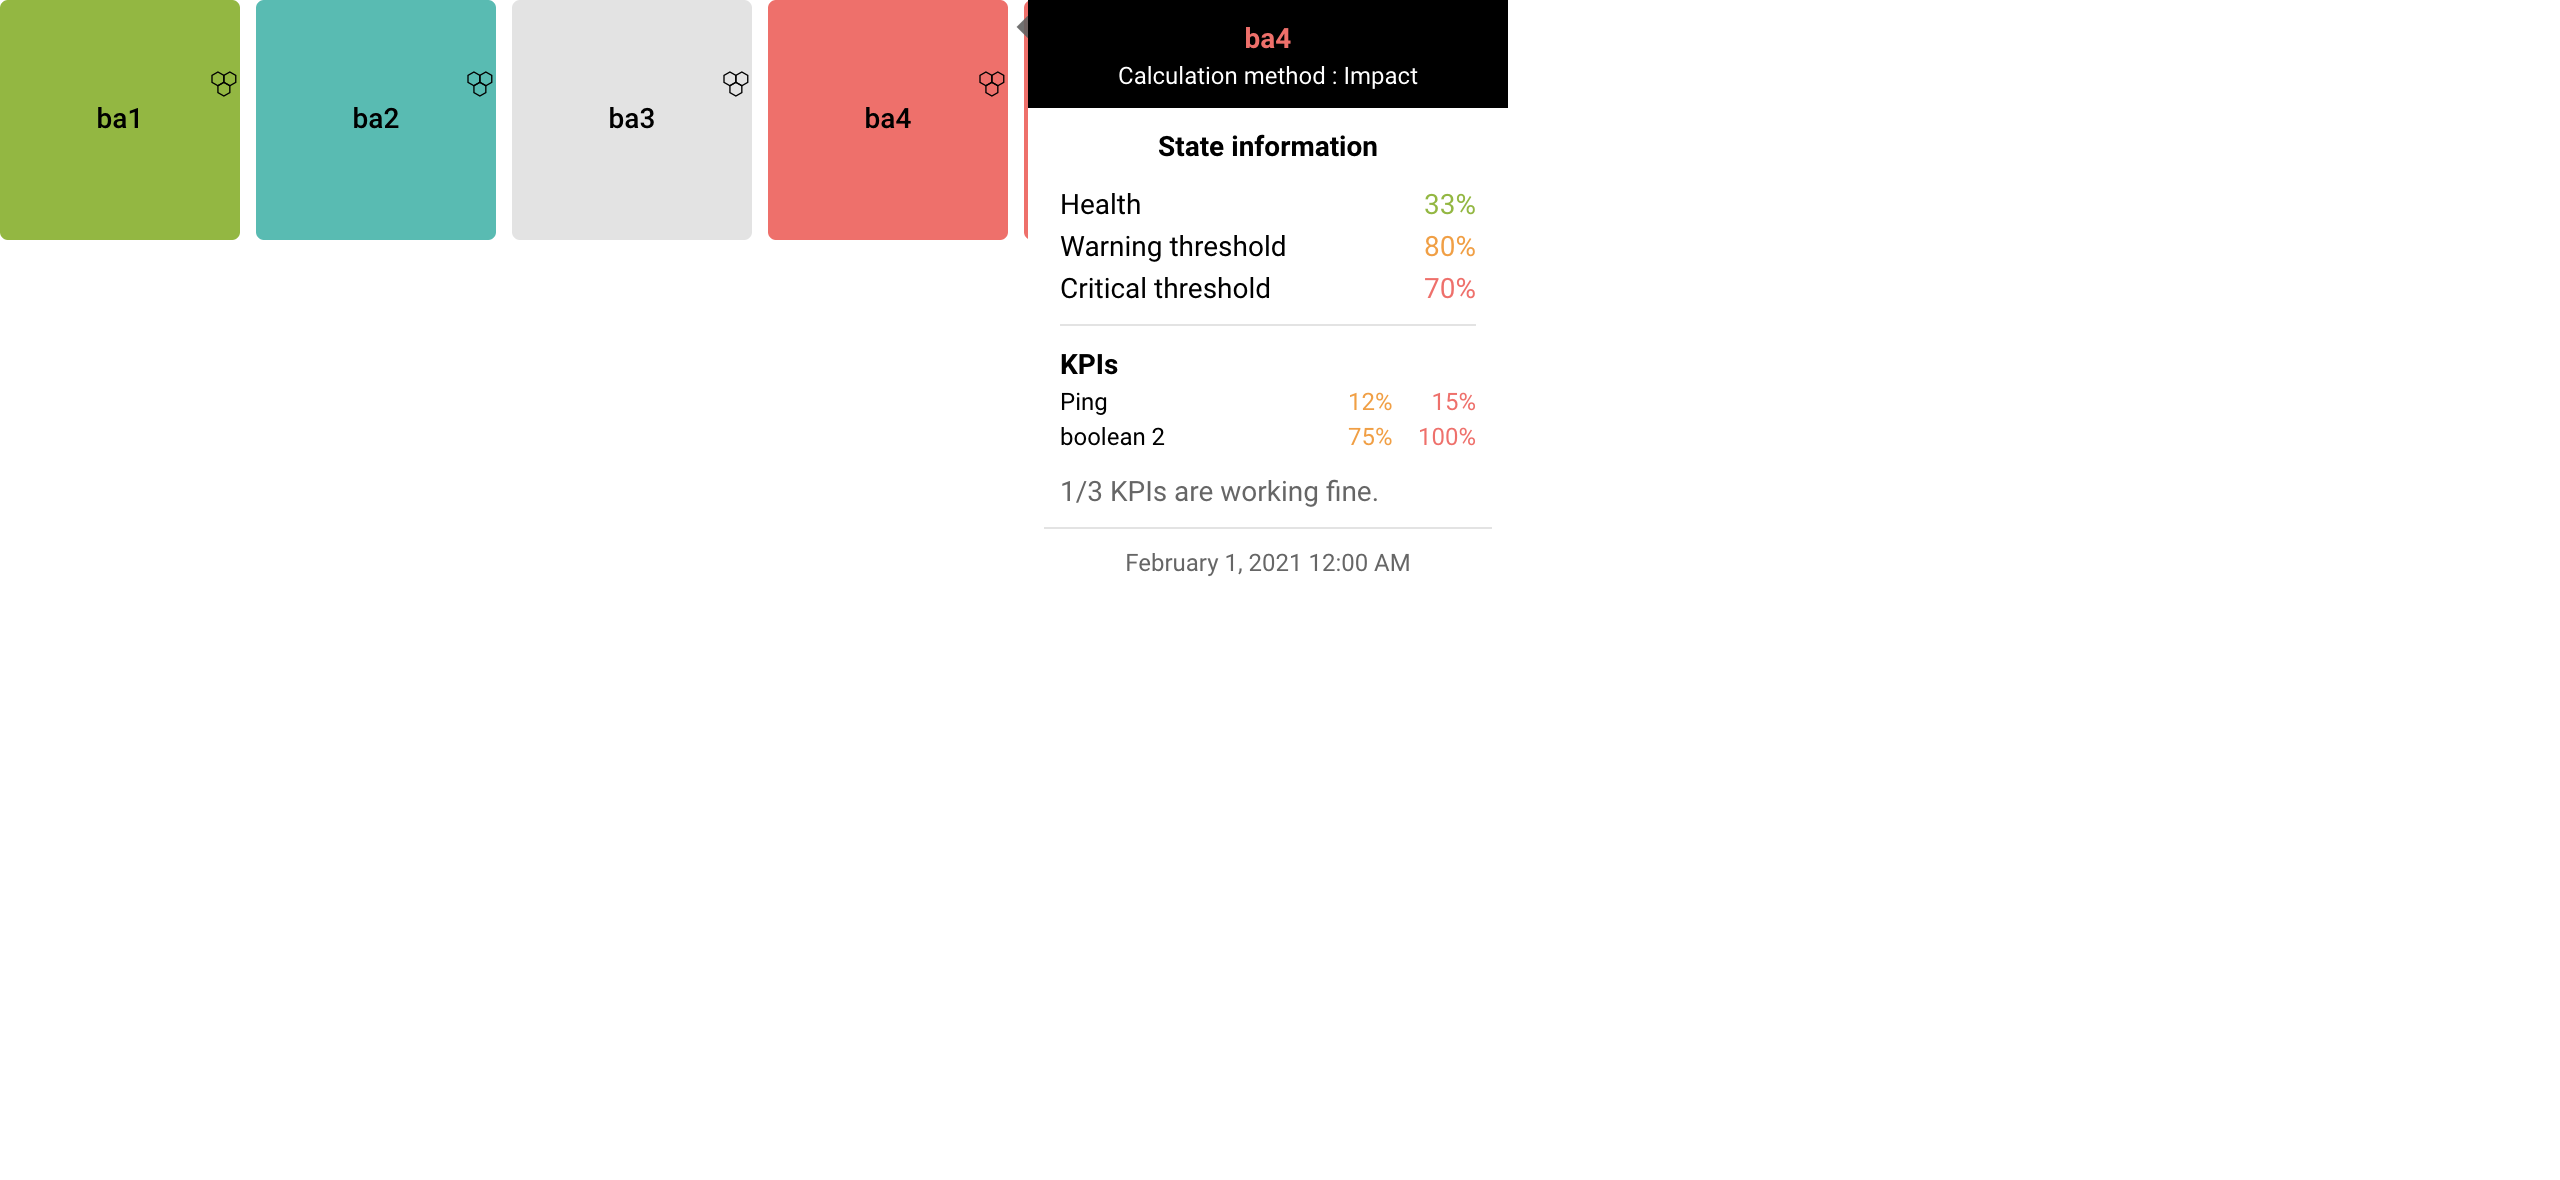 ba1
ba2
ba3
ba4
ba4
Calculation method : Impact
State information
Health 33%
Warning threshold 80%
Critical threshold 70%
KPIs
Ping 12% 15%
boolean 2 75% 100%
1/3 KPIs are working fine.
February 1, 2021 12:00 AM